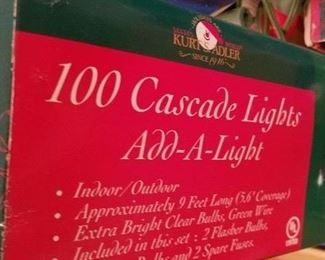 KURT S. ADLER
SINCE 1946
100 Cascade Lights
Add-A-Light
• Indoor/Outdoor
• Approximately 9 Feet Long (5.6" Coverage)
• Extra Bright Clear Bulbs, Green Wire
• Included in this set : 2 Flasher Bulbs,
Bulbs and 2 Spare Fuses.
UL